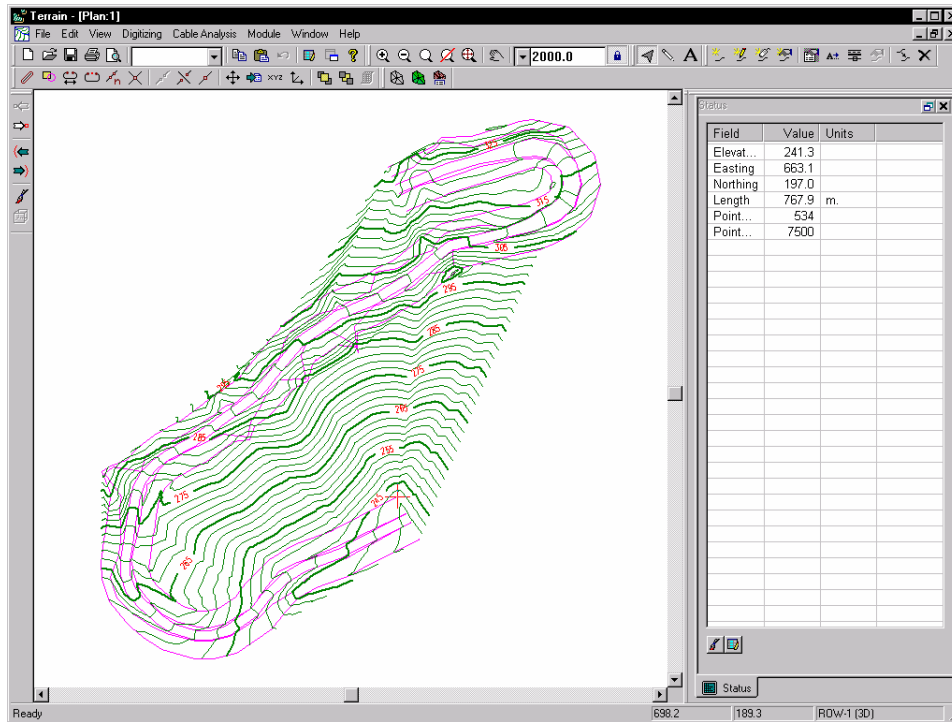 Terrain - [Plan:1]
File Edit View Digitizing Cable Analysis Module Window Help
2000.0 A
XYZ
Status
Field Value Units
Elevat... 241.3
Easting 663.1
Northing 197.0
Length 767.9 m.
Point... 534
Point... 7500
325
315
305
295
285
275
265
255
285
275
265
Status
Ready 698.2 189.3 ROW-1 (3D)